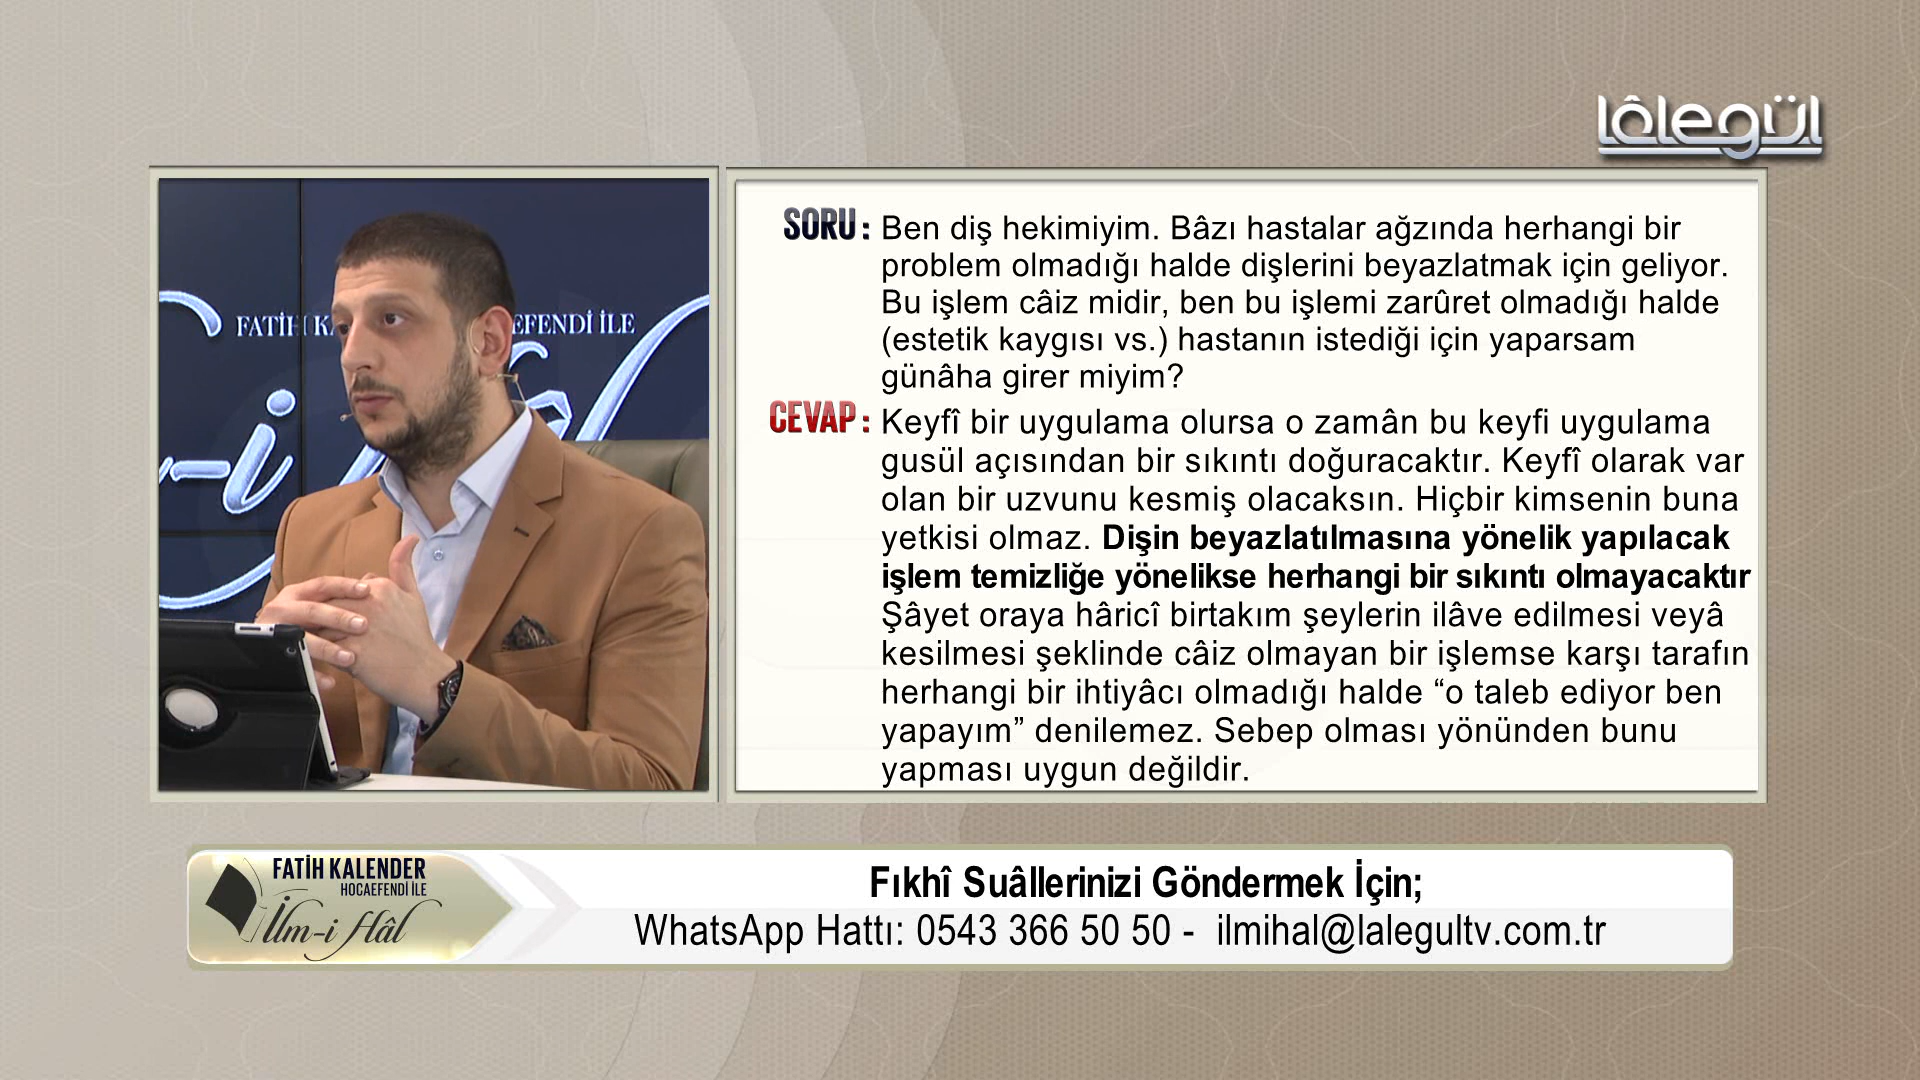 lâlegül
FATİH KA
EFENDİ İLE
-i
SORU : Ben diş hekimiyim. Bâzı hastalar ağzında herhangi bir
problem olmadığı halde dişlerini beyazlatmak için geliyor.
Bu işlem câiz midir, ben bu işlemi zarûret olmadığı halde
(estetik kaygısı vs.) hastanın istediği için yaparsam
günâha girer miyim?
CEVAP : Keyfî bir uygulama olursa o zamân bu keyfi uygulama
gusül açısından bir sıkıntı doğuracaktır. Keyfî olarak var
olan bir uzvunu kesmiş olacaksın. Hiçbir kimsenin buna
yetkisi olmaz. Dişin beyazlatılmasına yönelik yapılacak
işlem temizliğe yönelikse herhangi bir sıkıntı olmayacaktır
Şâyet oraya hâricî birtakım şeylerin ilâve edilmesi veyâ
kesilmesi şeklinde câiz olmayan bir işlemse karşı tarafın
herhangi bir ihtiyâcı olmadığı halde “o taleb ediyor ben
yapayım” denilemez. Sebep olması yönünden bunu
yapması uygun değildir.
FATİH KALENDER
HOCAEFENDİ İLE
İlm-i Hâl
Fıkhî Suâllerinizi Göndermek İçin;
WhatsApp Hattı: 0543 366 50 50 - ilmihal@lalegultv.com.tr